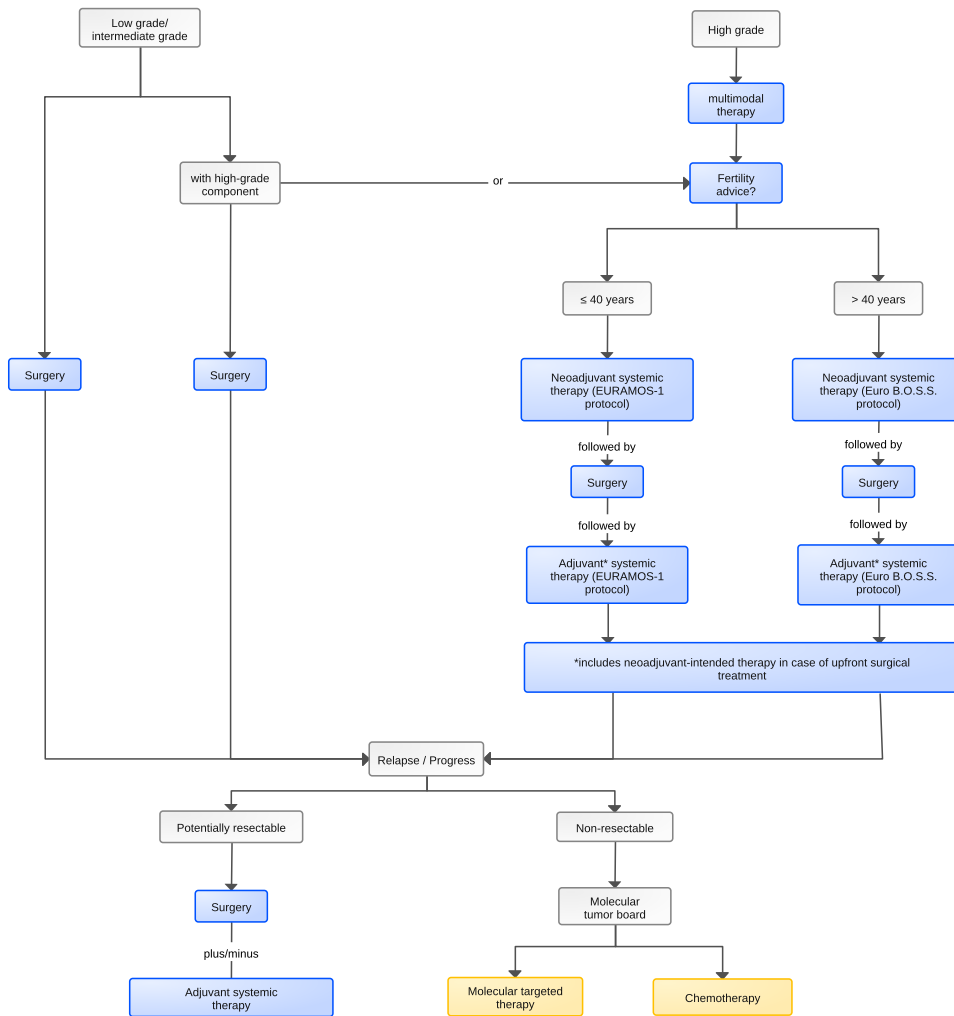 Low grade/
intermediate grade
High grade
multimodal
therapy
with high-grade
component
or
Fertility
advice?
≤ 40 years
> 40 years
Surgery
Surgery
Neoadjuvant systemic
therapy (EURAMOS-1
protocol)
Neoadjuvant systemic
therapy (Euro B.O.S.S.
protocol)
followed by
followed by
Surgery
Surgery
followed by
followed by
Adjuvant* systemic
therapy (EURAMOS-1
protocol)
Adjuvant* systemic
therapy (Euro B.O.S.S.
protocol)
*includes neoadjuvant-intended therapy in case of upfront surgical
treatment
Relapse / Progress
Potentially resectable
Non-resectable
Surgery
Molecular
tumor board
plus/minus
Adjuvant systemic
therapy
Molecular targeted
therapy
Chemotherapy